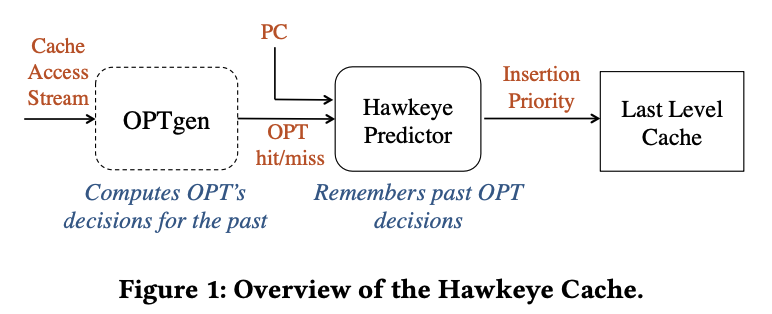 Cache
Access
Stream
OPTgen
PC
OPT
hit/miss
Hawkeye
Predictor
Insertion
Priority
Last Level
Cache
Computes OPT's
decisions for the past
Remembers past OPT
decisions
Figure 1: Overview of the Hawkeye Cache.